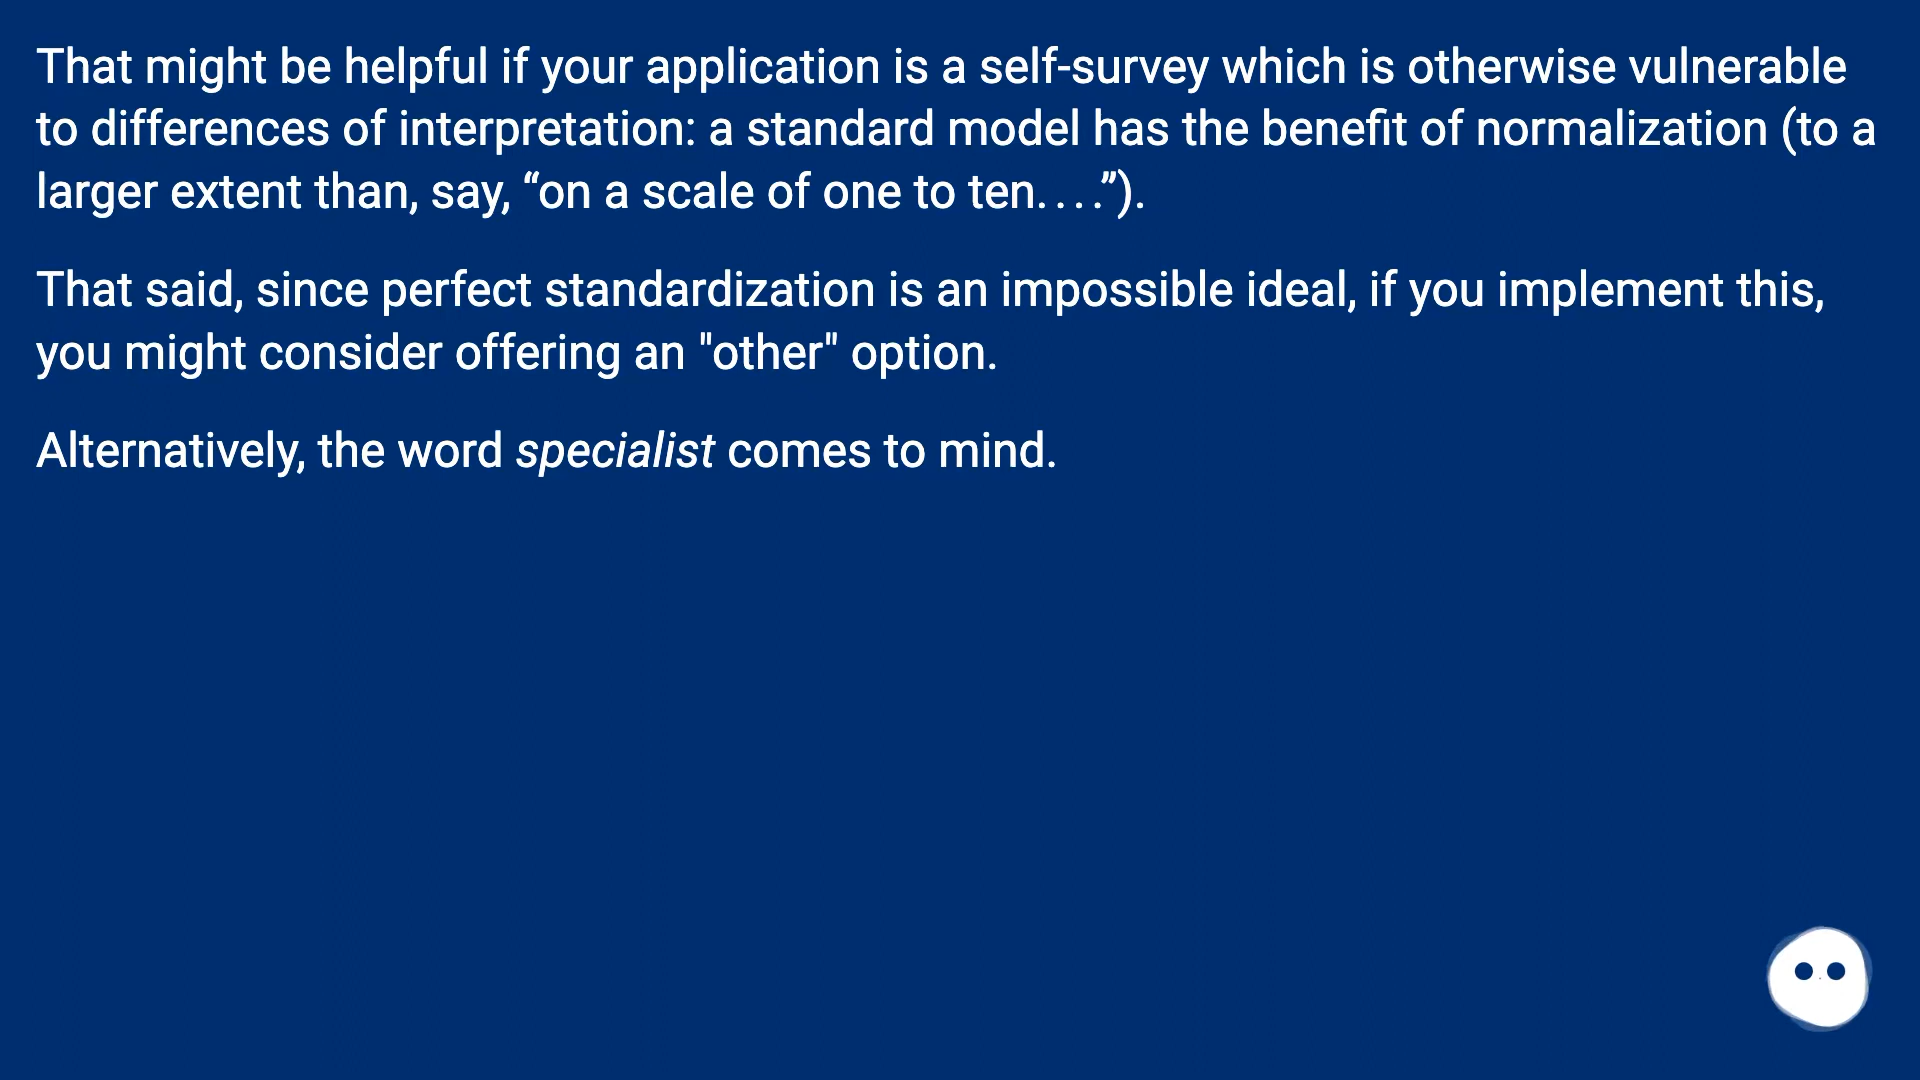 That might be helpful if your application is a self-survey which is otherwise vulnerable
to differences of interpretation: a standard model has the benefit of normalization (to a
larger extent than, say, “on a scale of one to ten. . . .”).
That said, since perfect standardization is an impossible ideal, if you implement this,
you might consider offering an "other" option.
Alternatively, the word specialist comes to mind.